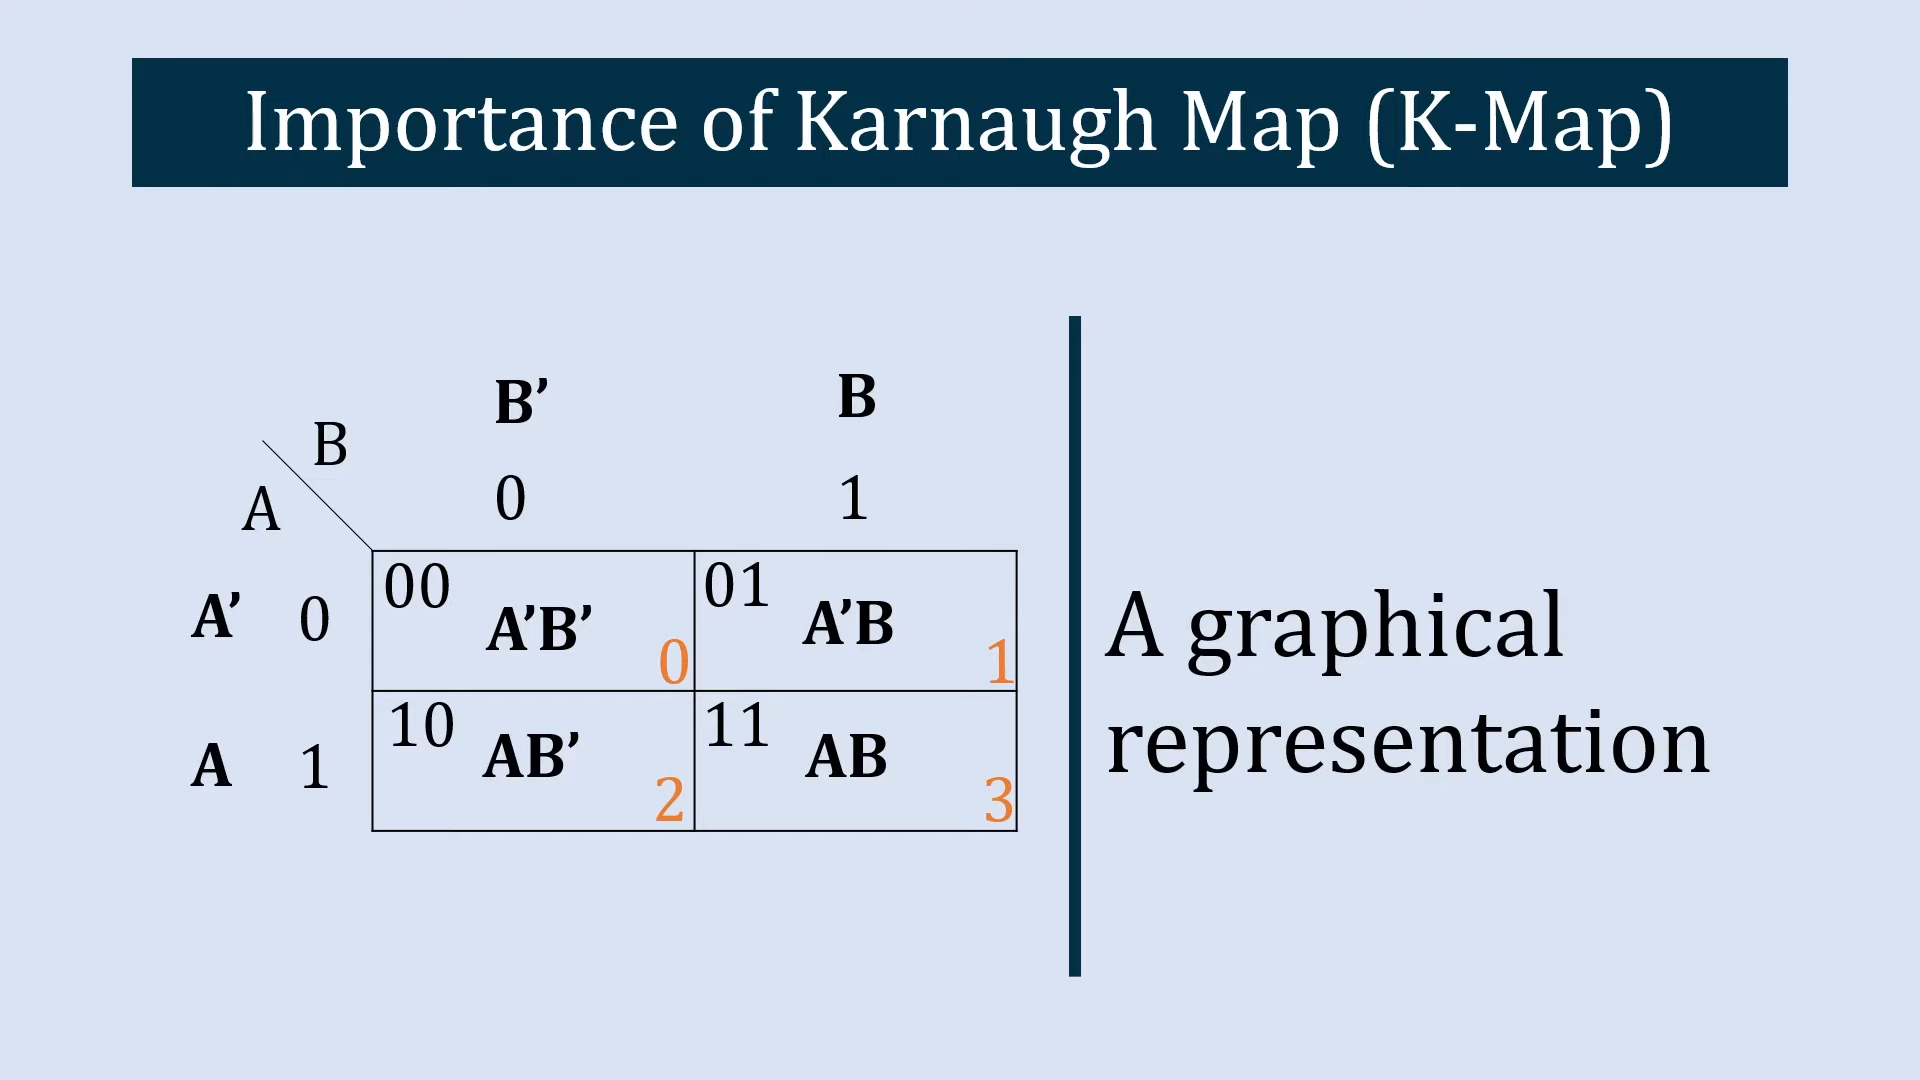 Importance of Karnaugh Map (K-Map)
B’ B
B
A
0 1
A’ 0
00 A’B’ 0
01 A’B 1
A 1
10 AB’ 2
11 AB 3
A graphical
representation